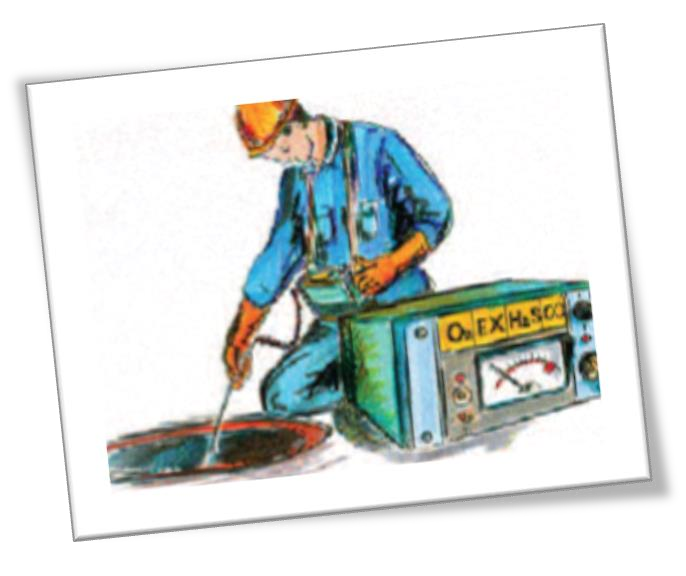 O₂ EX H₂S CO